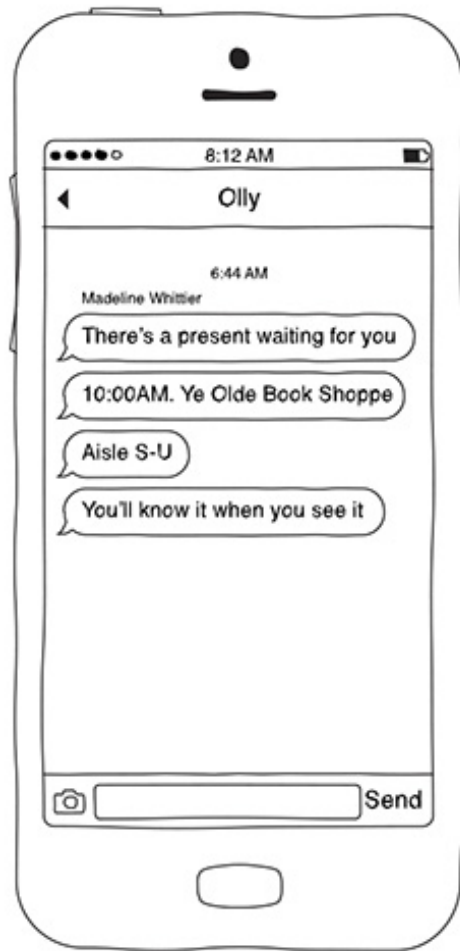 8:12 AM
Olly
6:44 AM
Madeline Whittier
There's a present waiting for you
10:00AM. Ye Olde Book Shoppe
Aisle S-U
You'll know it when you see it
Send